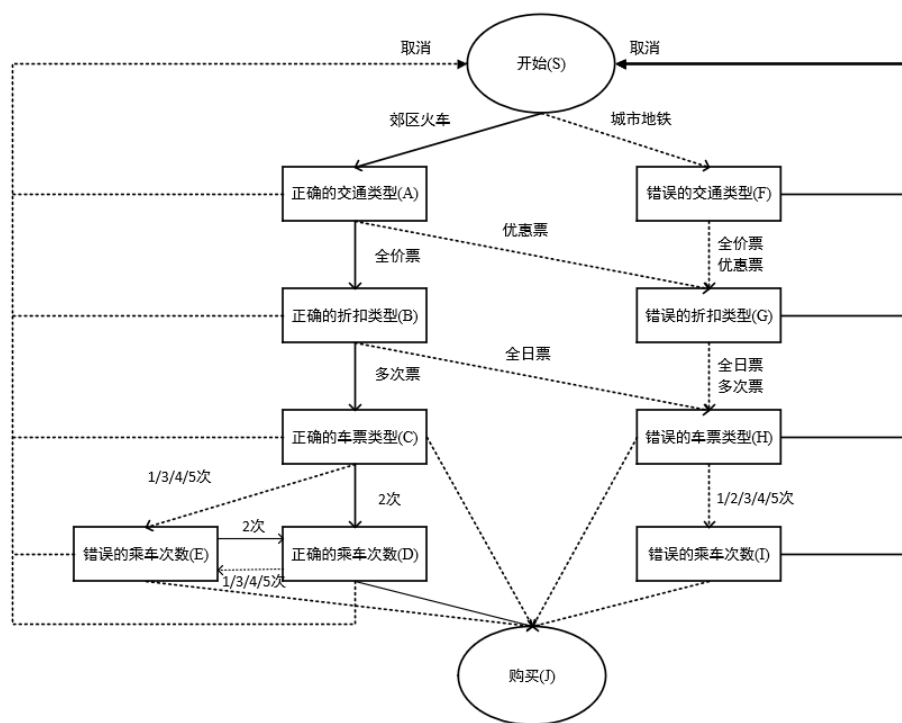 取消
取消
开始(S)
郊区火车
城市地铁
正确的交通类型(A)
错误的交通类型(F)
优惠票
全价票
全价票
优惠票
正确的折扣类型(B)
错误的折扣类型(G)
全日票
多次票
全日票
多次票
正确的车票类型(C)
错误的车票类型(H)
1/3/4/5次
2次
1/2/3/4/5次
错误的乘车次数(E)
2次
正确的乘车次数(D)
错误的乘车次数(I)
1/3/4/5次
购买(J)